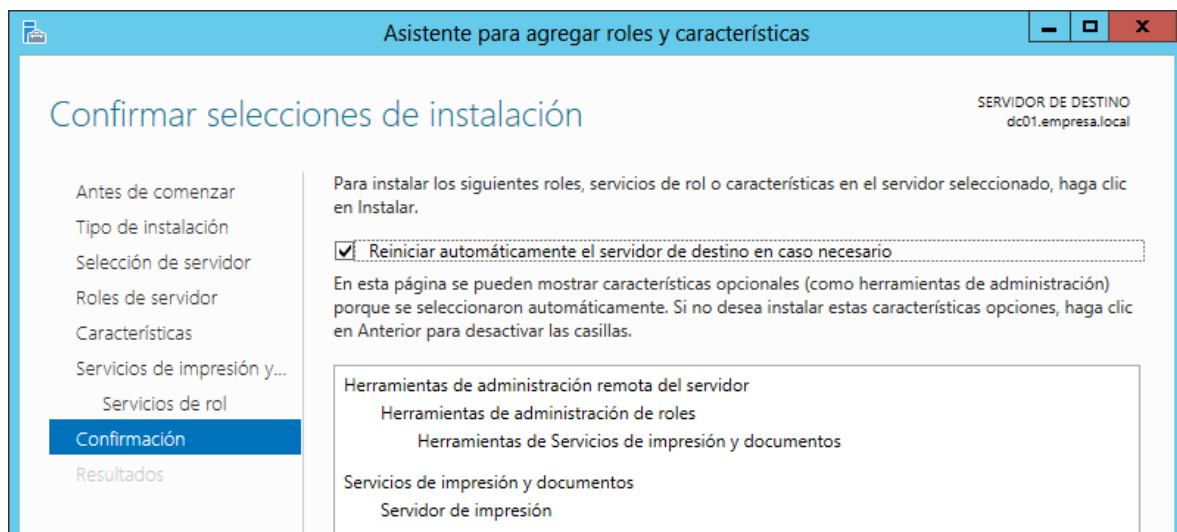 Asistente para agregar roles y características
Confirmar selecciones de instalación
SERVIDOR DE DESTINO
dc01.empresa.local
Antes de comenzar
Tipo de instalación
Selección de servidor
Roles de servidor
Características
Servicios de impresión y...
Servicios de rol
Confirmación
Resultados
Para instalar los siguientes roles, servicios de rol o características en el servidor seleccionado, haga clic
en Instalar.
Reiniciar automáticamente el servidor de destino en caso necesario
En esta página se pueden mostrar características opcionales (como herramientas de administración)
porque se seleccionaron automáticamente. Si no desea instalar estas características opciones, haga clic
en Anterior para desactivar las casillas.
Herramientas de administración remota del servidor
Herramientas de administración de roles
Herramientas de Servicios de impresión y documentos
Servicios de impresión y documentos
Servidor de impresión